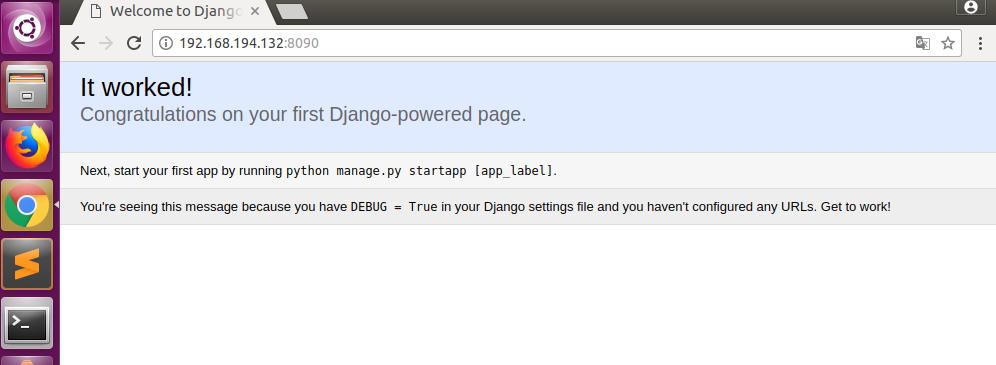 Welcome to Django
192.168.194.132:8090
It worked!
Congratulations on your first Django-powered page.
Next, start your first app by running python manage.py startapp [app_label].
You're seeing this message because you have DEBUG = True in your Django settings file and you haven't configured any URLs. Get to work!